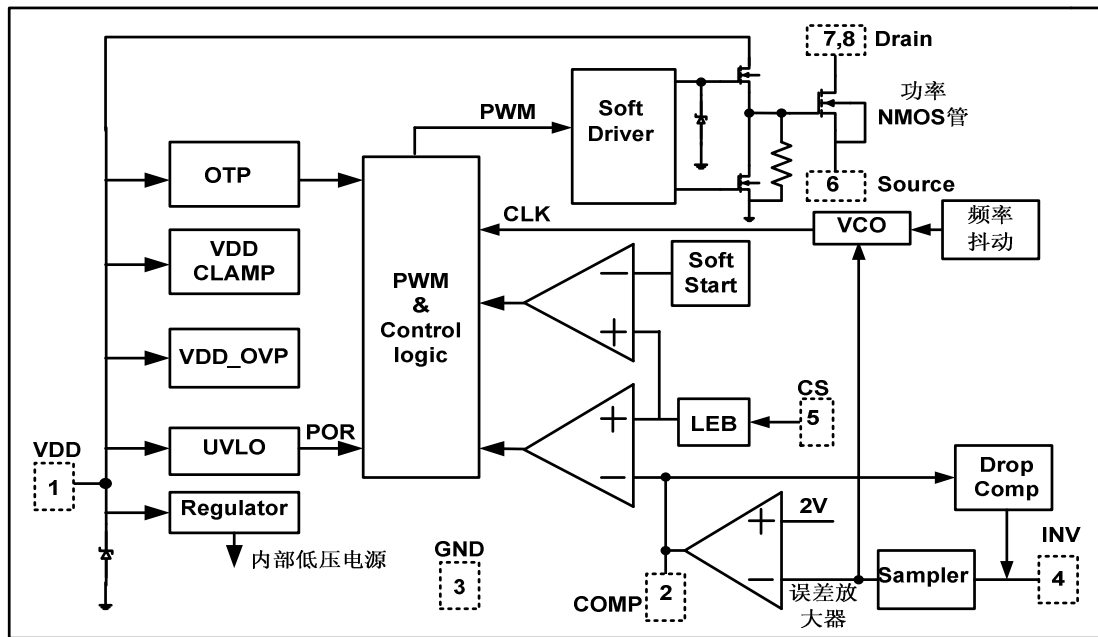 7,8 Drain
功率
NMOS管
6 Source
Soft
Driver
PWM
OTP
CLK
VCO
频率
抖动
VDD
CLAMP
PWM
&
Control
logic
Soft
Start
−
+
VDD_OVP
CS
5
LEB
+
−
UVLO
POR
VDD
1
Regulator
内部低压电源
GND
3
COMP
2
+
−
2V
误差放
大器
Drop
Comp
Sampler
INV
4